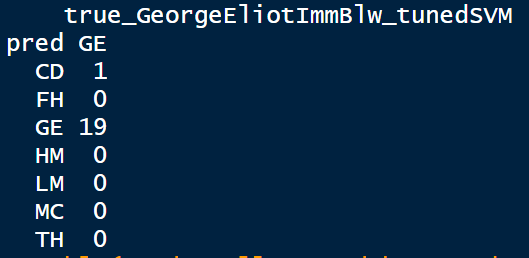 true_GeorgeEliotImmBlw_tunedSVM
pred GE
CD 1
FH 0
GE 19
HM 0
LM 0
MC 0
TH 0